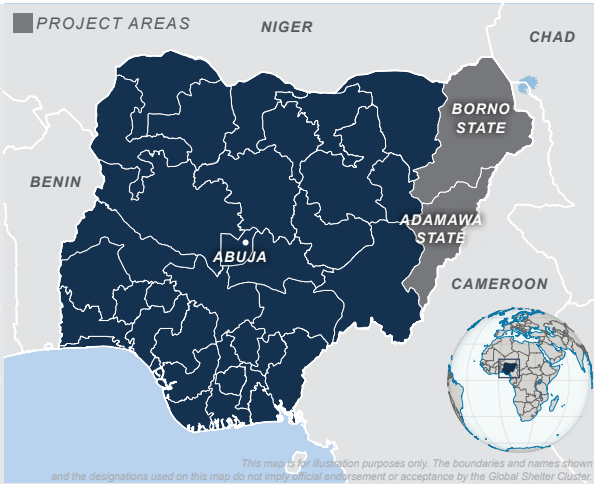 PROJECT AREAS
NIGER
CHAD
BORNO
STATE
BENIN
ADAMAWA
STATE
ABUJA
CAMEROON
This map is for illustration purposes only. The boundaries and names shown
and the designations used on this map do not imply official endorsement or acceptance by the Global Shelter Cluster.